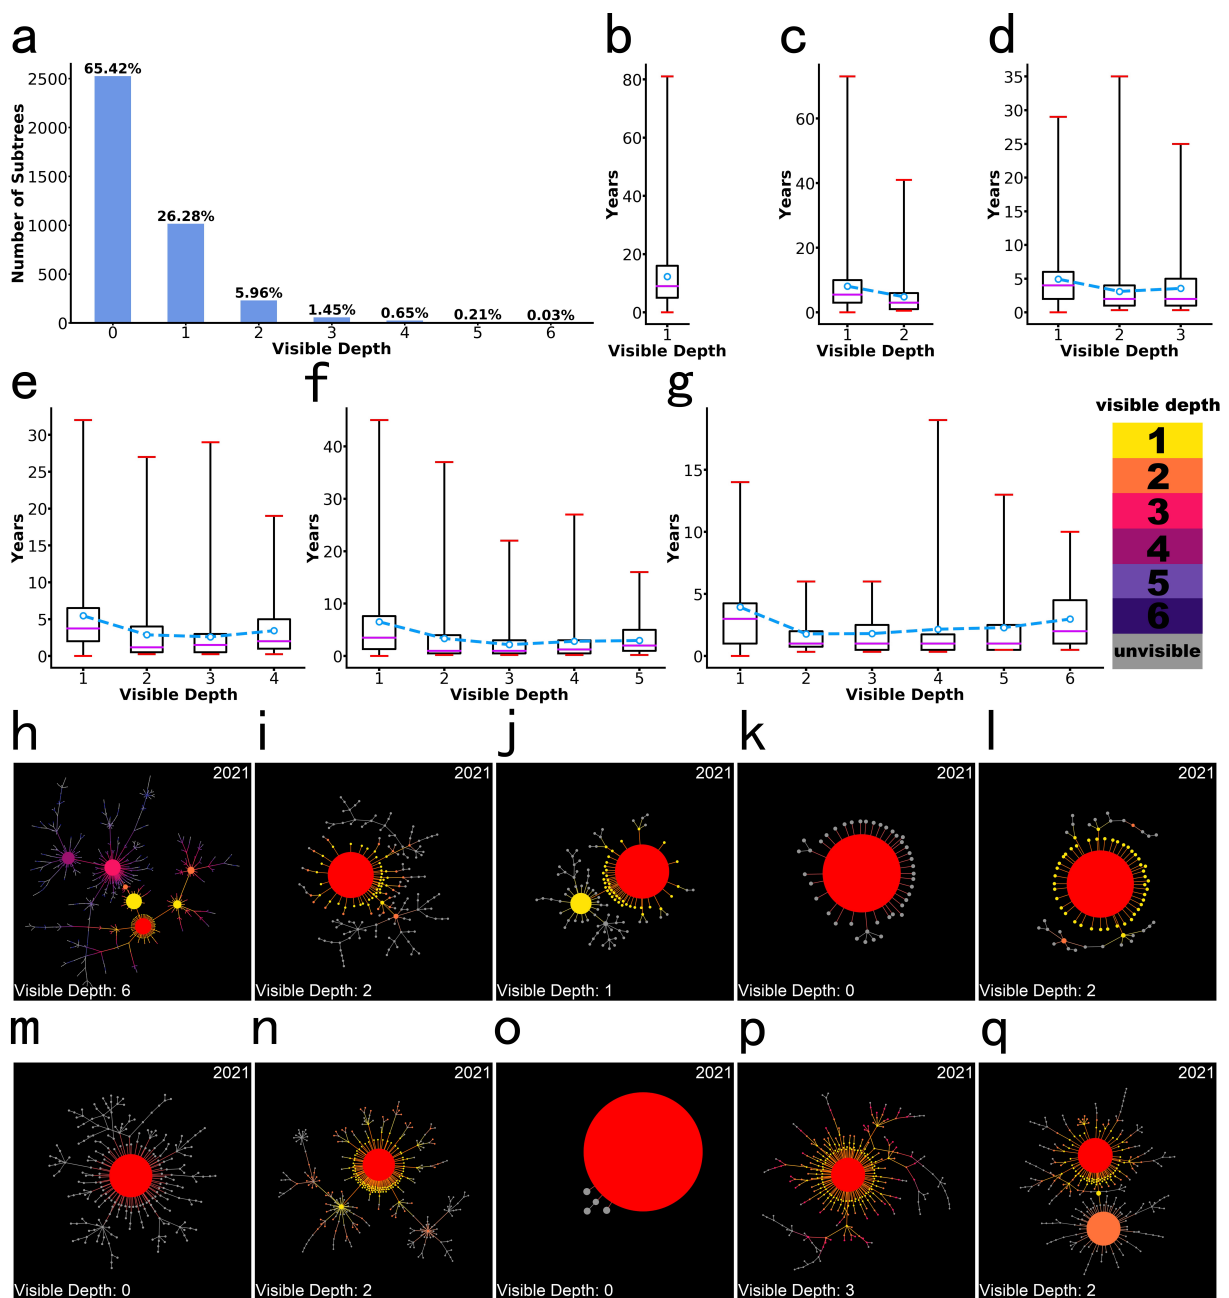 a
b
c
d
65.42%
26.28%
5.96%
1.45%
0.65%
0.21%
0.03%
2500
2000
1500
1000
500
0
Number of Subtrees
0 1 2 3 4 5 6
Visible Depth
80
60
40
20
0
Years
1
Visible Depth
60
40
20
0
Years
1 2
Visible Depth
35
30
25
20
15
10
5
0
Years
1 2 3
Visible Depth
e
f
g
30
25
20
15
10
5
0
Years
1 2 3 4
Visible Depth
40
30
20
10
0
Years
1 2 3 4 5
Visible Depth
15
10
5
0
Years
1 2 3 4 5 6
Visible Depth
visible depth
1
2
3
4
5
6
unvisible
h
i
j
k
l
2021
Visible Depth: 6
2021
Visible Depth: 2
2021
Visible Depth: 1
2021
Visible Depth: 0
2021
Visible Depth: 2
m
n
o
p
q
2021
Visible Depth: 0
2021
Visible Depth: 2
2021
Visible Depth: 0
2021
Visible Depth: 3
2021
Visible Depth: 2